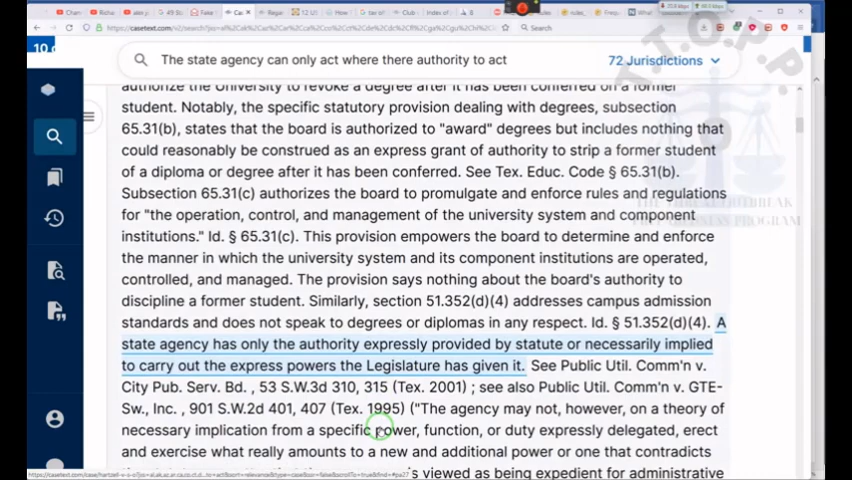 https://casetext.com
Search
The state agency can only act where there authority to act
72 Jurisdictions
authorize the University to revoke a degree after it has been conferred on a former
student. Notably, the specific statutory provision dealing with degrees, subsection
65.31(b), states that the board is authorized to "award" degrees but includes nothing that
could reasonably be construed as an express grant of authority to strip a former student
of a diploma or degree after it has been conferred. See Tex. Educ. Code § 65.31(b).
Subsection 65.31(c) authorizes the board to promulgate and enforce rules and regulations
for "the operation, control, and management of the university system and component
institutions." Id. § 65.31(c). This provision empowers the board to determine and enforce
the manner in which the university system and its component institutions are operated,
controlled, and managed. The provision says nothing about the board's authority to
discipline a former student. Similarly, section 51.352(d)(4) addresses campus admission
standards and does not speak to degrees or diplomas in any respect. Id. § 51.352(d)(4). A
state agency has only the authority expressly provided by statute or necessarily implied
to carry out the express powers the Legislature has given it. See Public Util. Comm'n v.
City Pub. Serv. Bd. , 53 S.W.3d 310, 315 (Tex. 2001) ; see also Public Util. Comm'n v. GTE-
Sw., Inc. , 901 S.W.2d 401, 407 (Tex. 1995) ("The agency may not, however, on a theory of
necessary implication from a specific power, function, or duty expressly delegated, erect
and exercise what really amounts to a new and additional power or one that contradicts
s viewed as being expedient for administrative
T.T.O.P.P.